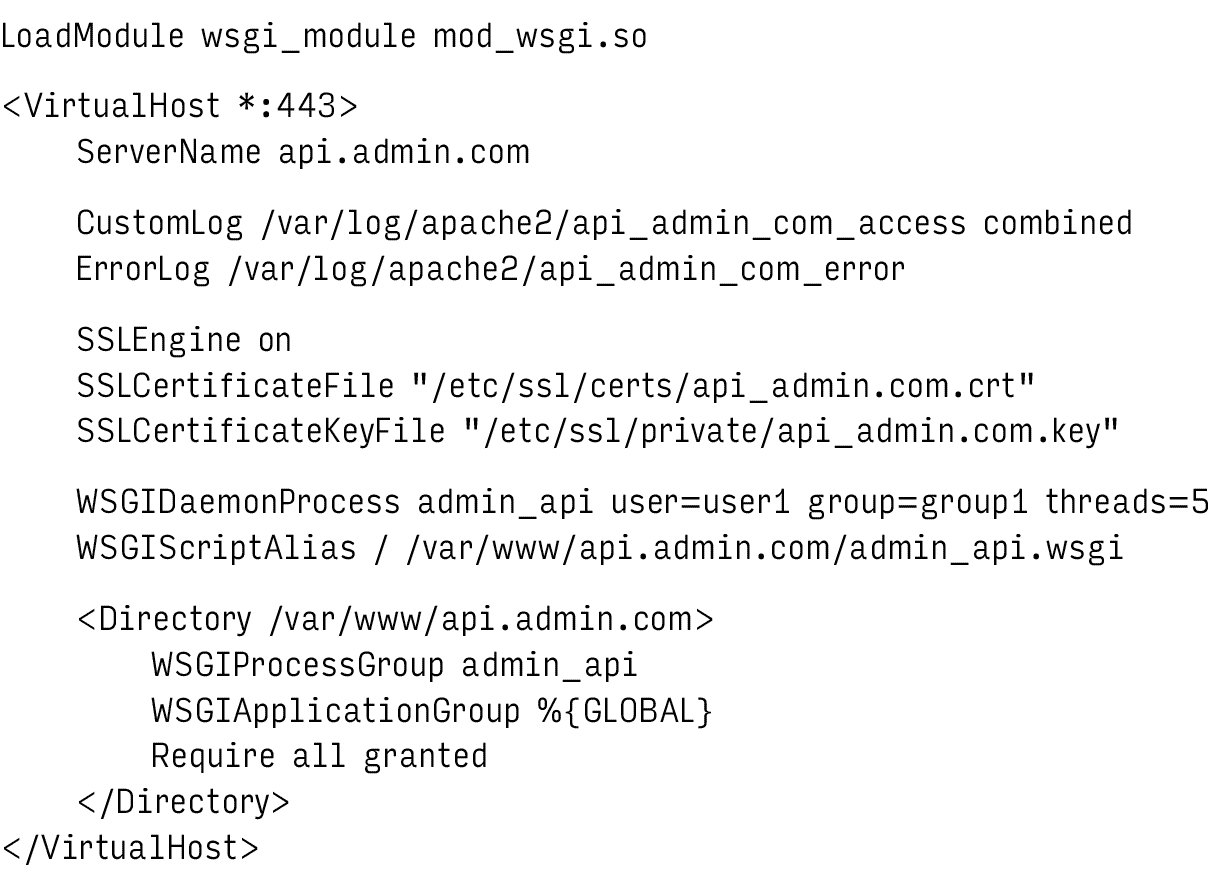 LoadModule wsgi_module mod_wsgi.so
<VirtualHost *:443>
ServerName api.admin.com
CustomLog /var/log/apache2/api_admin_com_access combined
ErrorLog /var/log/apache2/api_admin_com_error
SSLEngine on
SSLCertificateFile "/etc/ssl/certs/api_admin.com.crt"
SSLCertificateKeyFile "/etc/ssl/private/api_admin.com.key"
WSGIDaemonProcess admin_api user=user1 group=group1 threads=5
WSGIScriptAlias / /var/www/api.admin.com/admin_api.wsgi
<Directory /var/www/api.admin.com>
WSGIProcessGroup admin_api
WSGIApplicationGroup %{GLOBAL}
Require all granted
</Directory>
</VirtualHost>